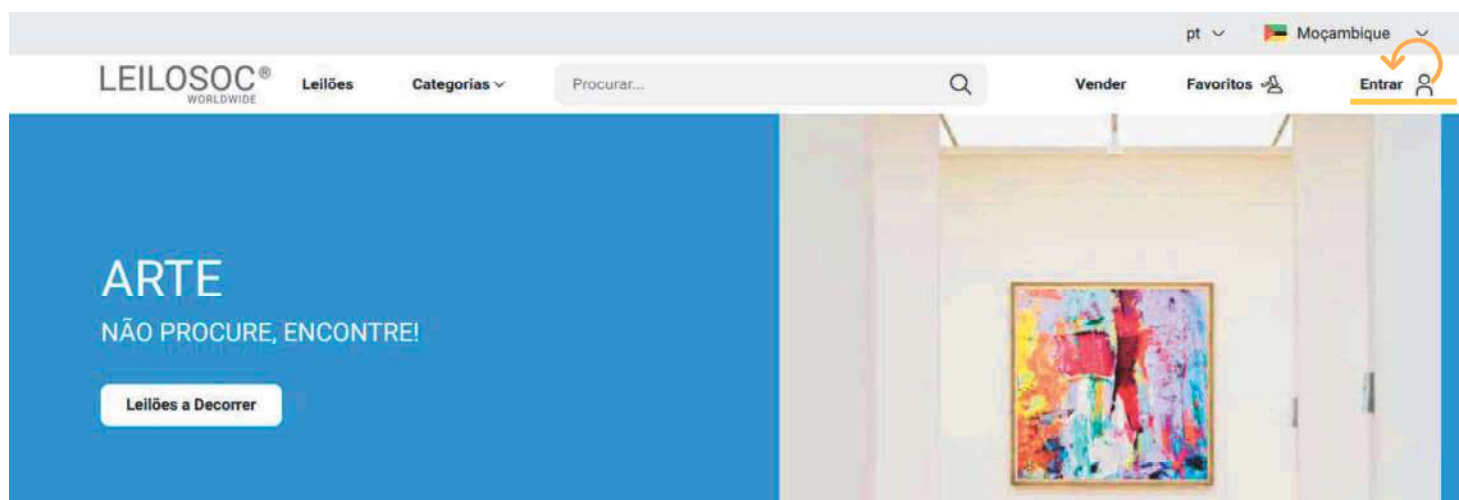 pt Moçambique
LEILOSOC®
WORLDWIDE
Leilões Categorias Procurar... Vender Favoritos Entrar
ARTE
NÃO PROCURE, ENCONTRE!
Leilões a Decorrer